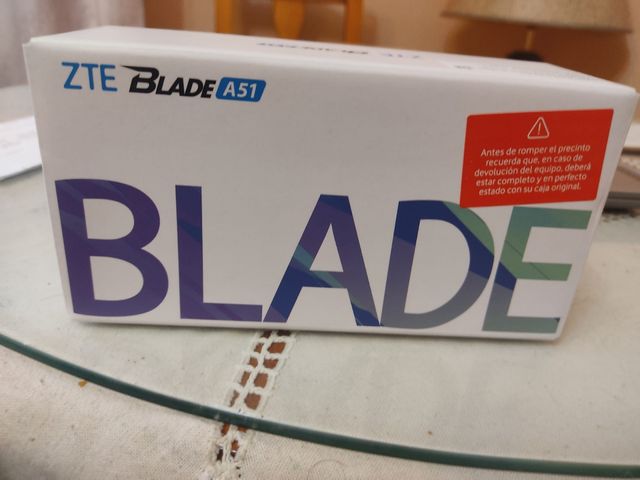 ZTE BLADE A51
Antes de romper el precinto
recuerda que, en caso de
devolución del equipo, deberá
estar completo y en perfecto
estado con su caja original.
BLADE